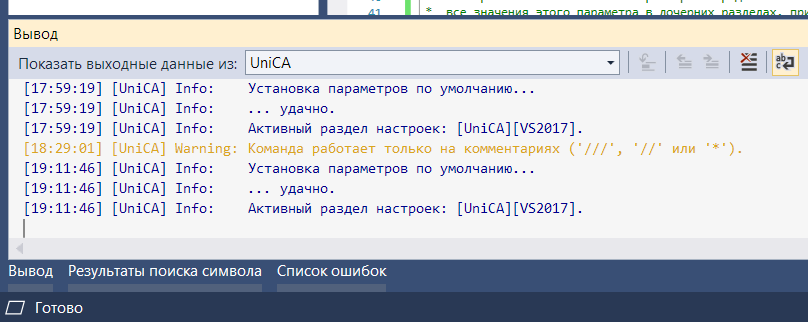 41
* все значения этого параметра в дочерних разделах, при
Вывод
Показать выходные данные из: UniCA
[17:59:19] [UniCA] Info: Установка параметров по умолчанию...
[17:59:19] [UniCA] Info: ... удачно.
[17:59:19] [UniCA] Info: Активный раздел настроек: [UniCA][VS2017].
[18:29:01] [UniCA] Warning: Команда работает только на комментариях ('///', '//' или '*').
[19:11:46] [UniCA] Info: Установка параметров по умолчанию...
[19:11:46] [UniCA] Info: ... удачно.
[19:11:46] [UniCA] Info: Активный раздел настроек: [UniCA][VS2017].
Вывод Результаты поиска символа Список ошибок
Готово